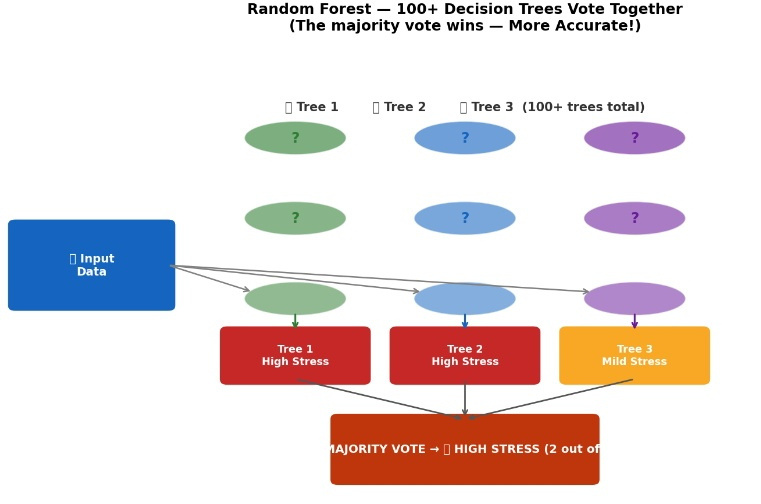 Random Forest — 100+ Decision Trees Vote Together
(The majority vote wins — More Accurate!)
▯ Tree 1 ▯ Tree 2 ▯ Tree 3 (100+ trees total)
? ? ?
? ? ?
▯ Input
Data
Tree 1
High Stress
Tree 2
High Stress
Tree 3
Mild Stress
MAJORITY VOTE → ▯ HIGH STRESS (2 out of